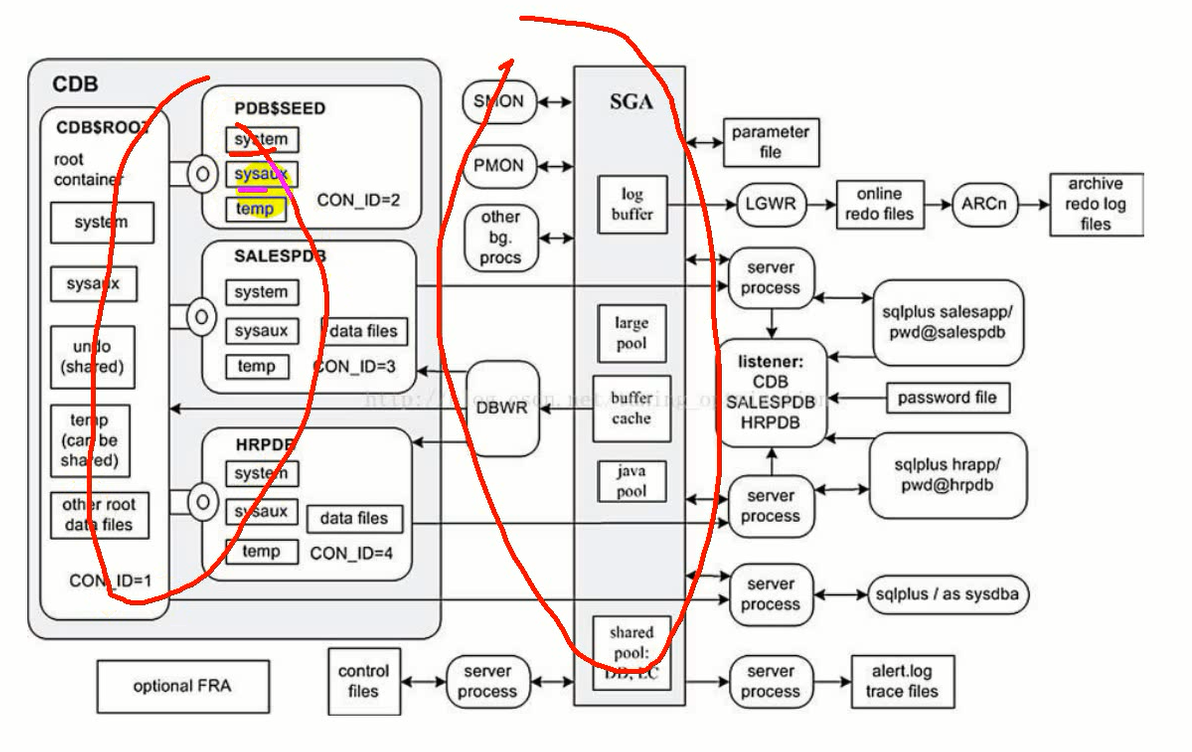 CDB
CDB$ROOT
root
container
system
sysaux
undo
(shared)
temp
(can be
shared)
other root
data files
CON_ID=1
PDB$SEED
system
sysaux
temp
CON_ID=2
SALESPDB
system
sysaux
data files
temp
CON_ID=3
HRPDB
system
sysaux
data files
temp
CON_ID=4
optional FRA
SMON
PMON
other
bg.
procs
DBWR
control
files
server
process
SGA
log
buffer
large
pool
buffer
cache
java
pool
shared
pool:
DD, LC
parameter
file
LGWR
online
redo files
ARCn
archive
redo log
files
server
process
sqlplus salesapp/
pwd@salespdb
listener:
CDB
SALESPDB
HRPDB
password file
sqlplus hrapp/
pwd@hrpdb
server
process
server
process
sqlplus / as sysdba
server
process
alert.log
trace files